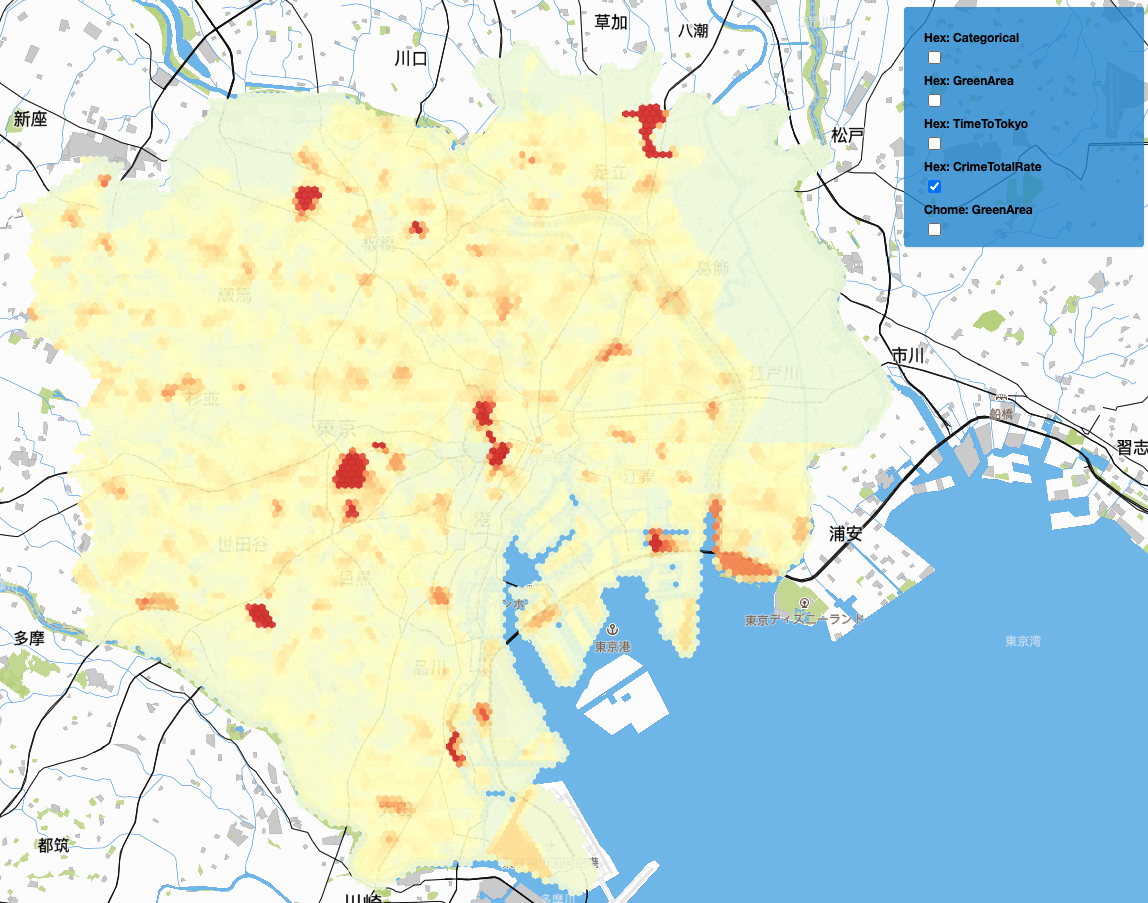 草加
八潮
川口
新座
松戸
Hex: Categorical
Hex: GreenArea
Hex: TimeToTokyo
Hex: CrimeTotalRate
Chome: GreenArea
足立
板橋
葛飾
練馬
市川
江戸川
杉並
船橋
東京
習志
江東
港
浦安
世田谷
目黒
東京ディズニーランド
東京港
多摩
東京湾
品川
都筑
川崎
多摩川